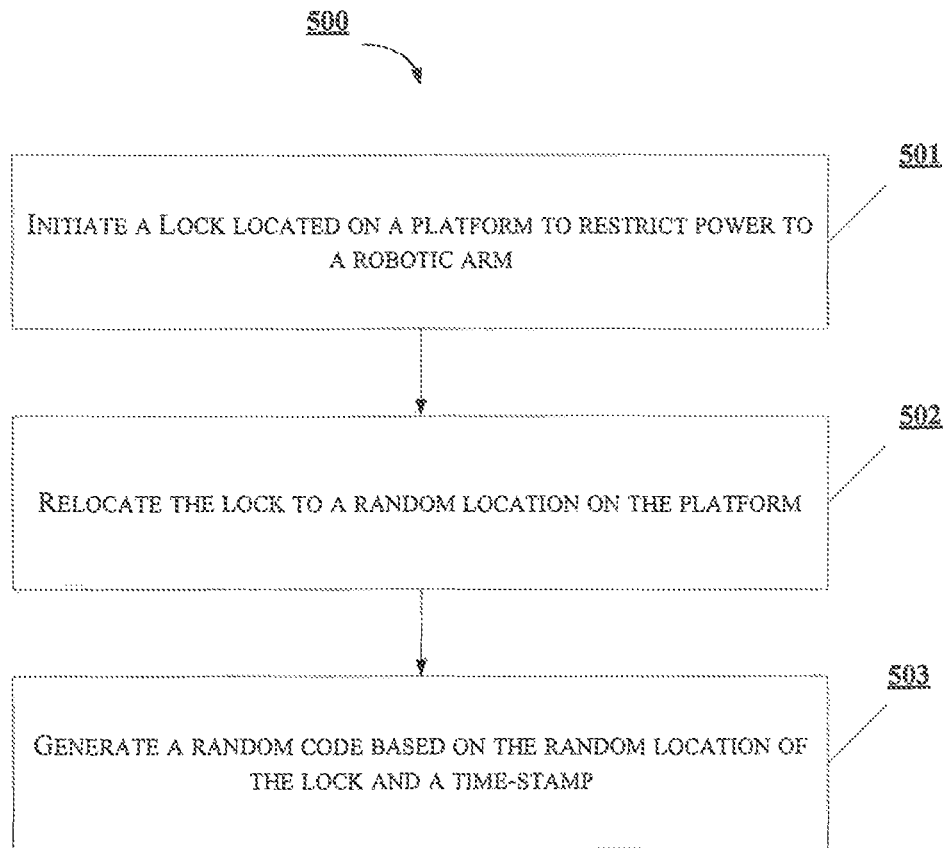 500
501
INITIATE A LOCK LOCATED ON A PLATFORM TO RESTRICT POWER TO
A ROBOTIC ARM
502
RELOCATE THE LOCK TO A RANDOM LOCATION ON THE PLATFORM
503
GENERATE A RANDOM CODE BASED ON THE RANDOM LOCATION OF
THE LOCK AND A TIME-STAMP